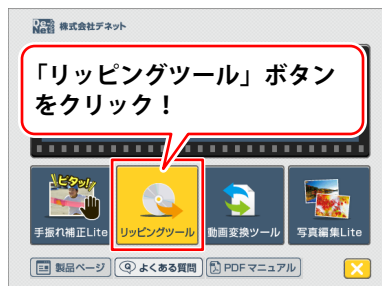 De Net 株式会社デネット
「リッピングツール」ボタン
をクリック！
ピタッ!
手振れ補正Lite リッピングツール 動画変換ツール 写真編集Lite
製品ページ Q よくある質問 PDFマニュアル